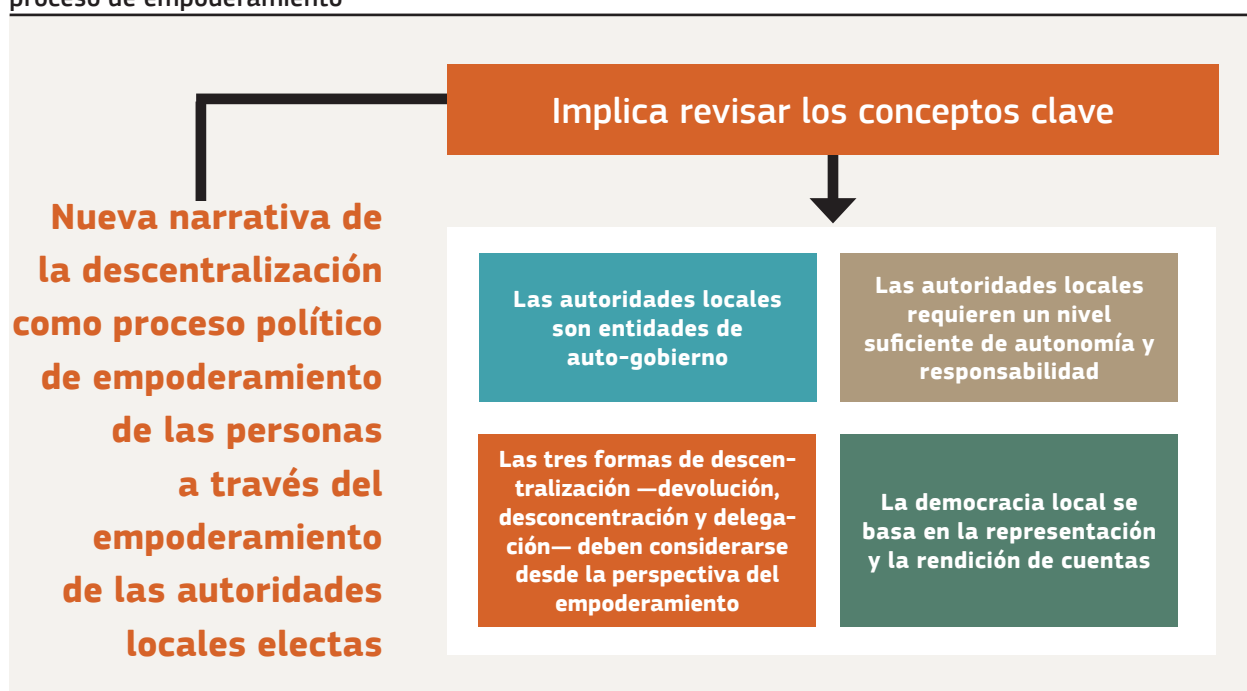 proceso de empoderamiento
Implica revisar los conceptos clave
Nueva narrativa de
la descentralización
como proceso político
de empoderamiento
de las personas
a través del
empoderamiento
de las autoridades
locales electas
Las autoridades locales
son entidades de
auto-gobierno
Las autoridades locales
requieren un nivel
suficiente de autonomía y
responsabilidad
Las tres formas de descen-
tralización —devolución,
desconcentración y delega-
ción— deben considerarse
desde la perspectiva del
empoderamiento
La democracia local se
basa en la representación
y la rendición de cuentas